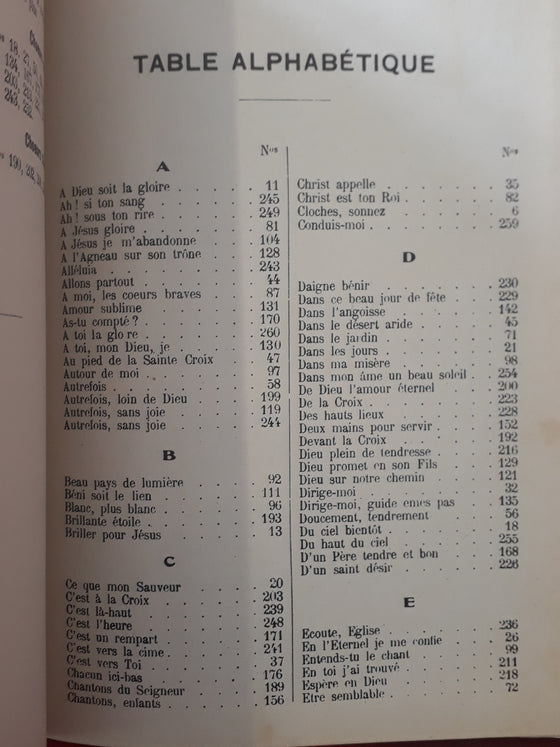 TABLE ALPHABÉTIQUE
Nos
A
A Dieu soit la gloire . . . . . 11
Ah! si ton sang . . . . . . 245
Ah! sous ton rire . . . . . . 249
A Jésus gloire . . . . . . 81
A Jésus je m'abandonne . . . . 104
A l'Agneau sur son trône . . . . 128
Alléluia . . . . . . . . 243
Allons partout . . . . . . 44
A moi, les coeurs braves . . . . 87
Amour sublime . . . . . . 131
As-tu compté? . . . . . . 170
A toi la gloire . . . . . . 260
A toi, mon Dieu, je . . . . . 130
Au pied de la Sainte Croix . . . 47
Autour de moi . . . . . . 97
Autrefois . . . . . . . . 58
Autrefois, loin de Dieu . . . . 199
Autrefois, sans joie . . . . . 119
Autrefois, sans joie . . . . . 244
B
Beau pays de lumière . . . . 92
Béni soit le lien . . . . . . 111
Blanc, plus blanc . . . . . . 96
Brillante étoile . . . . . . 193
Briller pour Jésus . . . . . 13
C
Ce que mon Sauveur . . . . . 20
C'est à la Croix . . . . . . 203
C'est là-haut . . . . . . 239
C'est l'heure . . . . . . 248
C'est un rempart . . . . . . 171
C'est vers la cime . . . . . . 241
C'est vers Toi . . . . . . 37
Chacun ici-bas . . . . . . 176
Chantons du Seigneur . . . . 189
Chantons, enfants . . . . . 156
Nos
Christ appelle . . . . . . 35
Christ est ton Roi . . . . . . 82
Cloches, sonnez . . . . . . 6
Conduis-moi . . . . . . . 259
D
Daigne bénir . . . . . . . 230
Dans ce beau jour de fête . . . 229
Dans l'angoisse . . . . . . 142
Dans le désert aride . . . . . 45
Dans le jardin . . . . . . 71
Dans les jours . . . . . . 21
Dans ma misère . . . . . . 98
Dans mon âme un beau soleil . . 254
De Dieu l'amour éternel . . . . 200
De la Croix . . . . . . . 223
Des hauts lieux . . . . . . 228
Deux mains pour servir . . . . 152
Devant la Croix . . . . . . 192
Dieu plein de tendresse . . . . 216
Dieu promet en son Fils . . . . 129
Dieu sur notre chemin . . . . 121
Dirige-moi . . . . . . . 32
Dirige-moi, guide mes pas . . . 135
Doucement, tendrement . . . . 56
Du ciel bientôt . . . . . . 18
Du haut du ciel . . . . . . 255
D'un Père tendre et bon . . . . 168
D'un saint désir . . . . . . 226
E
Ecoute, Eglise . . . . . . 236
En l'Eternel je me confie . . . . 26
Entends-tu le chant . . . . . 99
En toi j'ai trouvé . . . . . . 211
Espère en Dieu . . . . . . 218
Etre semblable . . . . . . 72